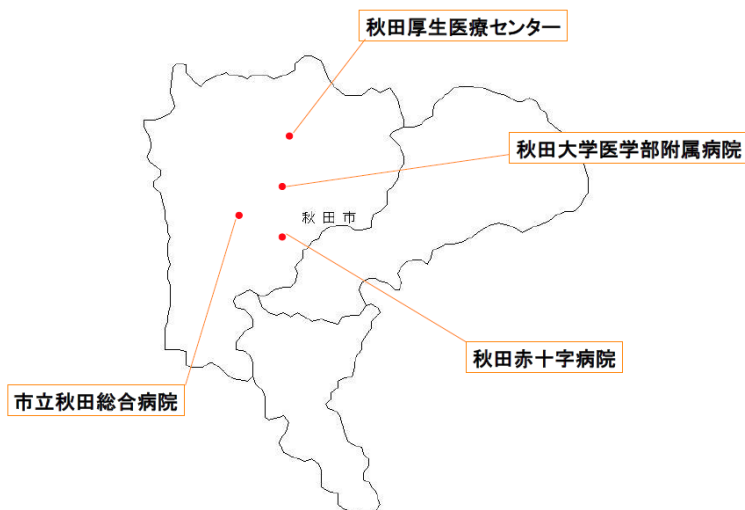 秋田厚生医療センター
秋田大学医学部附属病院
秋田市
秋田赤十字病院
市立秋田総合病院